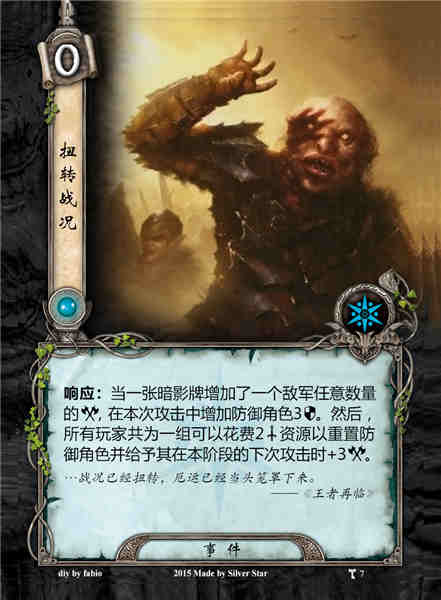 0
扭转战况
响应：当一张暗影牌增加了一个敌军任意数量
的，在本次攻击中增加防御角色3。然后，
所有玩家共为一组可以花费2资源以重置防
御角色并给予其在本阶段的下次攻击时+3。
…战况已经扭转，厄运已经当头笼罩下来。
——《王者再临》
事件
diy by fabio
2015 Made by Silver Star
7